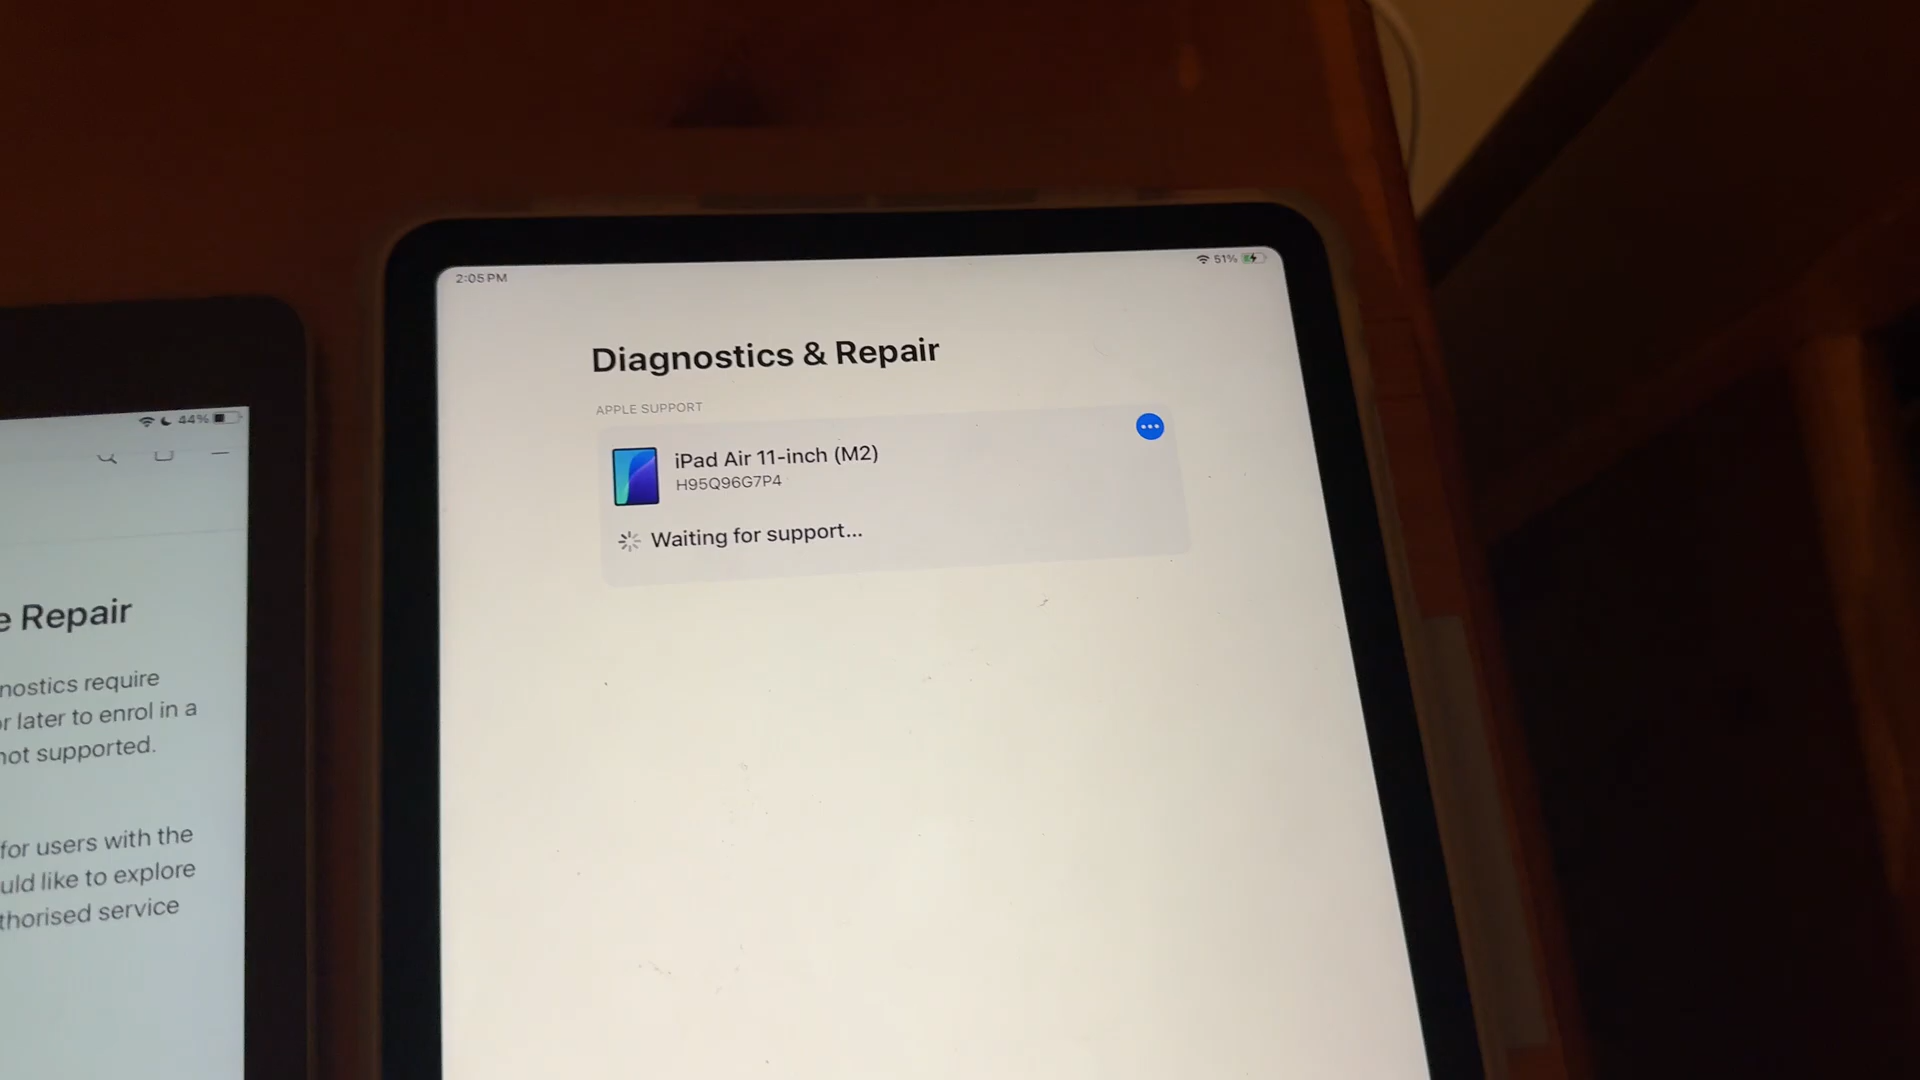 2:05 PM
51%
Diagnostics & Repair
APPLE SUPPORT
iPad Air 11-inch (M2)
H95Q96G7P4
Waiting for support...
44%
e Repair
nostics require
or later to enrol in a
not supported.
for users with the
uld like to explore
thorised service